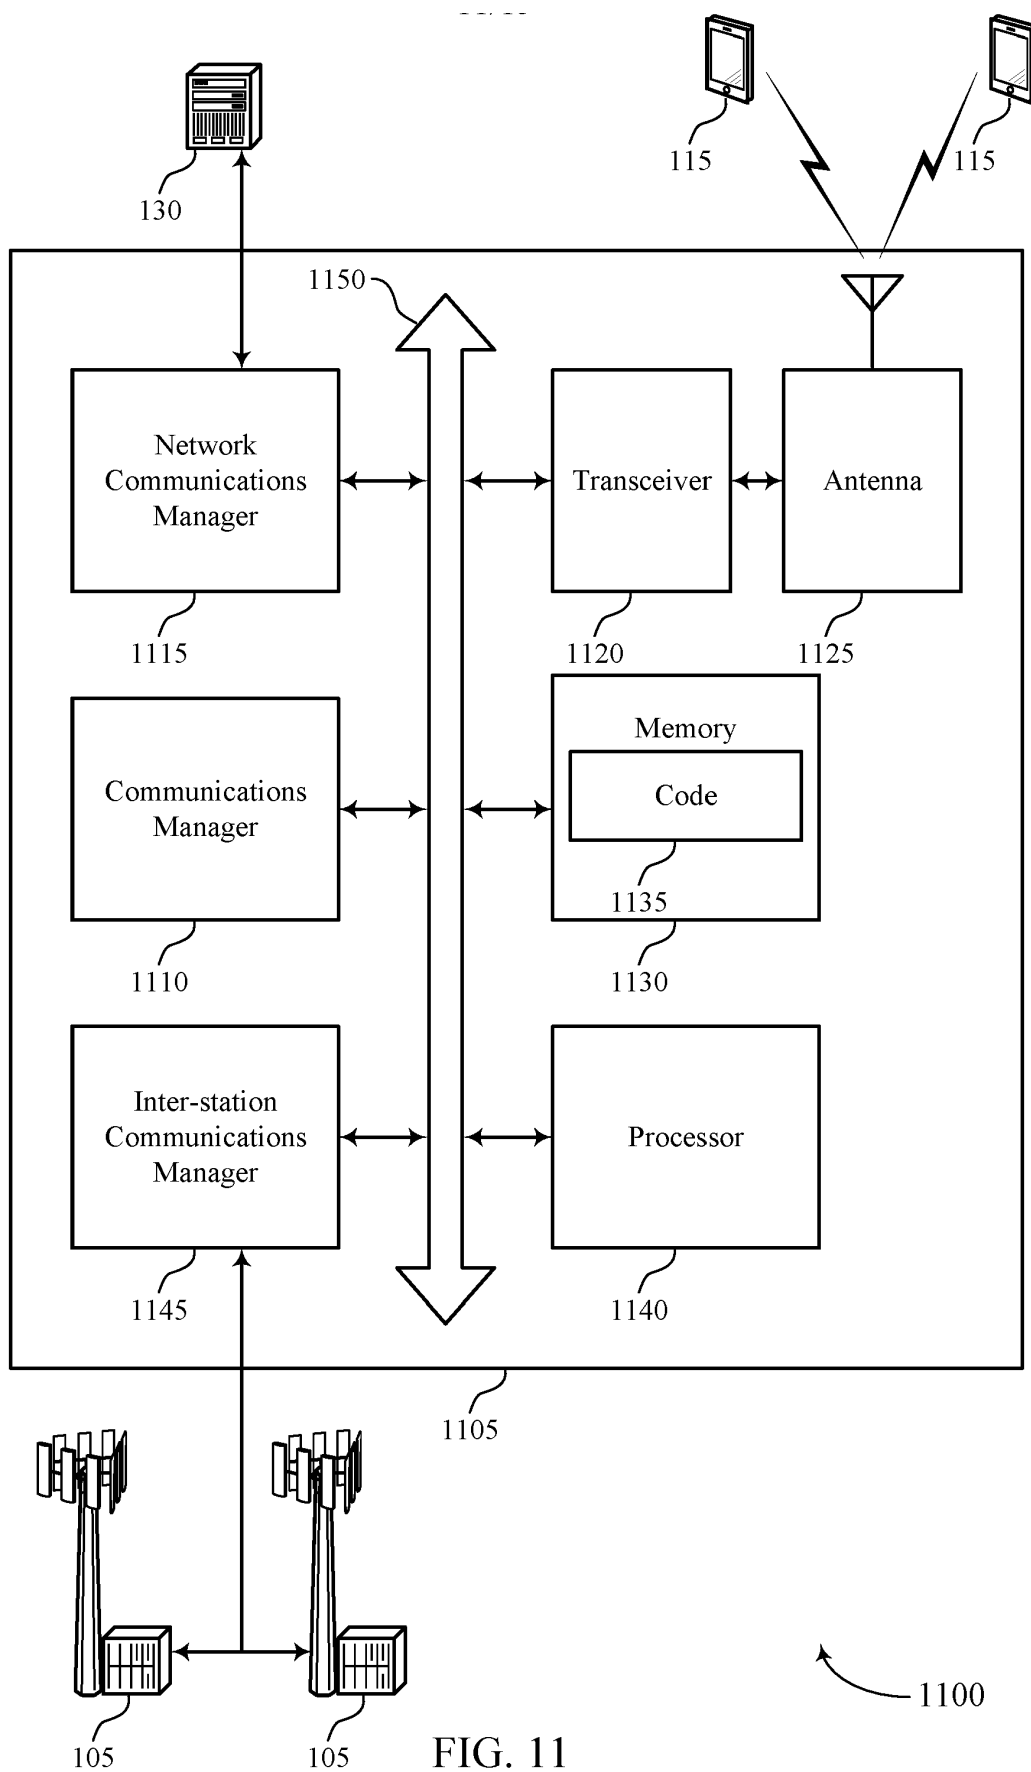 115
115
130
1150
Network
Communications
Manager
Transceiver
Antenna
1115
1120
1125
Memory
Communications
Manager
Code
1135
1110
1130
Inter-station
Communications
Manager
Processor
1145
1140
1105
1100
105
105
FIG. 11